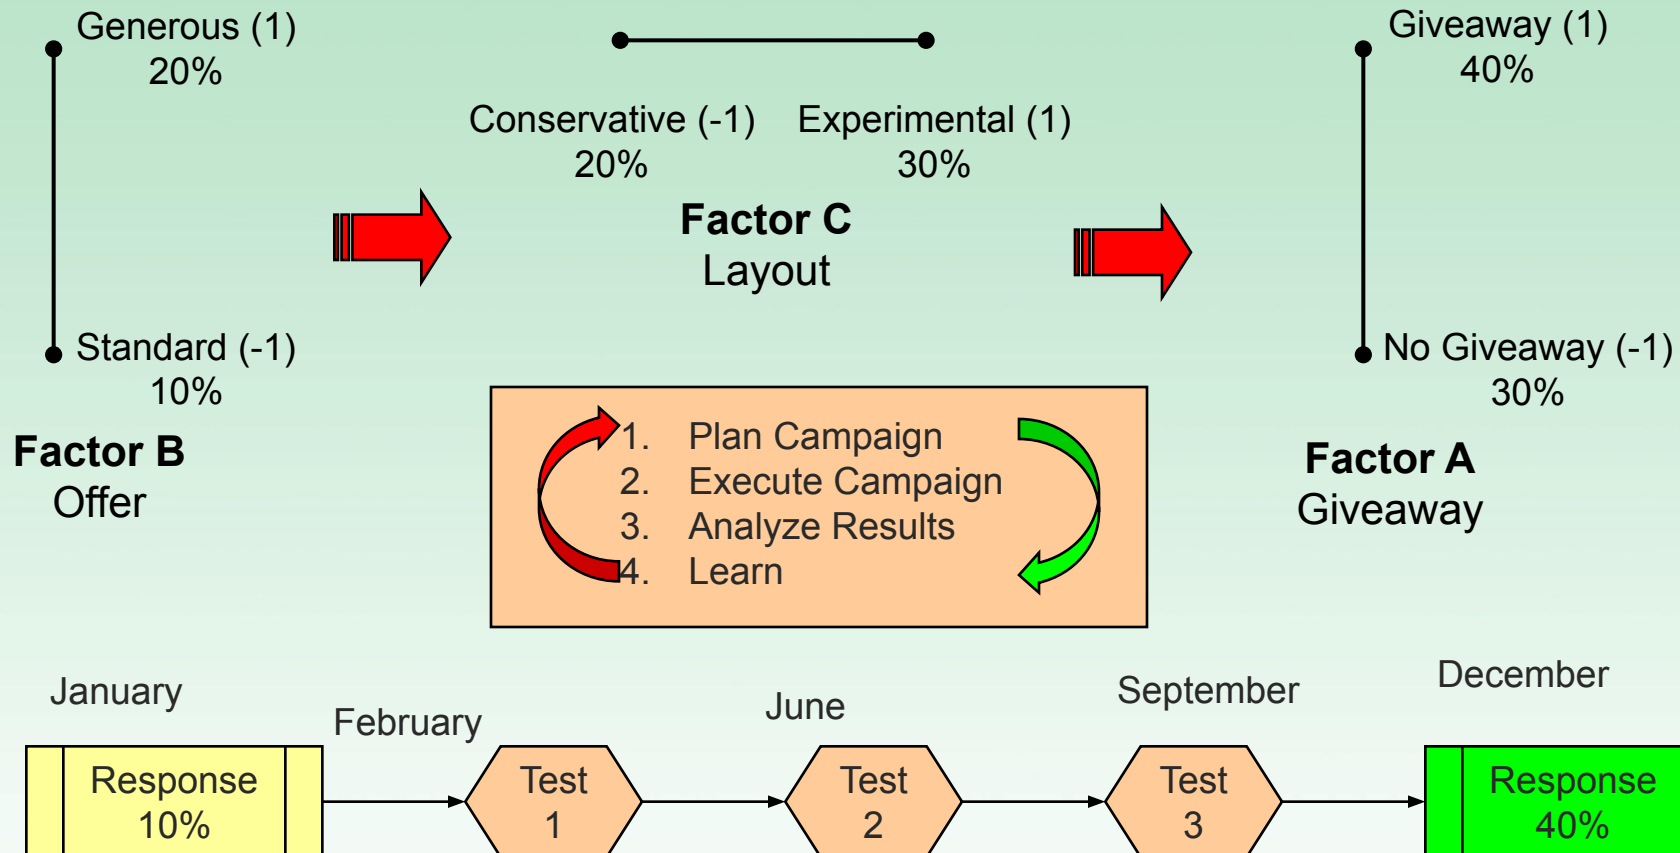 Generous (1)
20%
Standard (-1)
10%
Factor B
Offer
Conservative (-1)
20%
Experimental (1)
30%
Factor C
Layout
Giveaway (1)
40%
No Giveaway (-1)
30%
Factor A
Giveaway
1. Plan Campaign
2. Execute Campaign
3. Analyze Results
4. Learn
January
February
June
September
December
Response
10%
Test
1
Test
2
Test
3
Response
40%